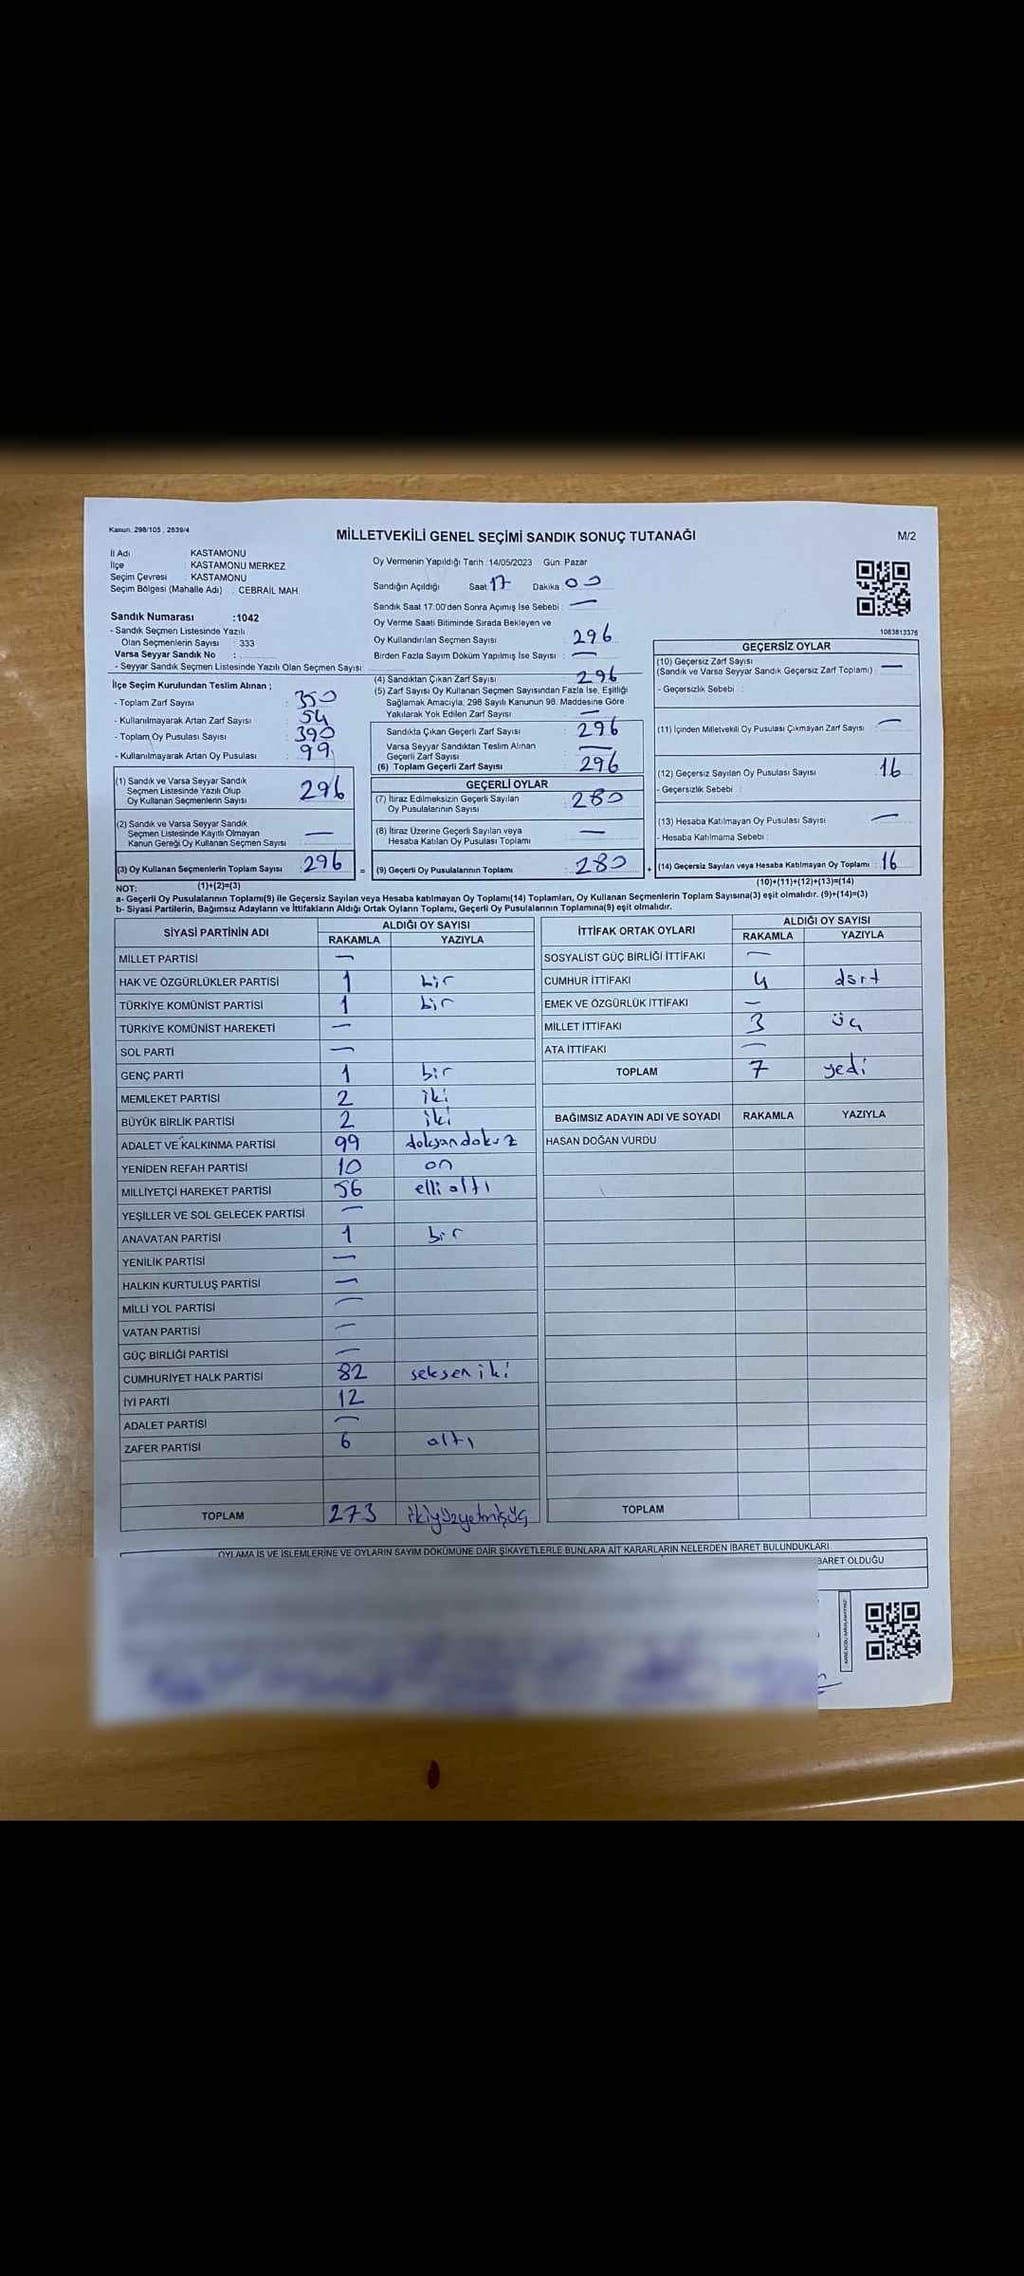 Kanun: 298/105 , 2839/4
MİLLETVEKİLİ GENEL SEÇİMİ SANDIK SONUÇ TUTANAĞI
M/2
İl Adı : KASTAMONU
İlçe : KASTAMONU MERKEZ
Seçim Çevresi : KASTAMONU
Seçim Bölgesi (Mahalle Adı) : CEBRAİL MAH.
Sandık Numarası :1042
- Sandık Seçmen Listesinde Yazılı
Olan Seçmenlerin Sayısı : 333
Varsa Seyyar Sandık No :
- Seyyar Sandık Seçmen Listesinde Yazılı Olan Seçmen Sayısı :
Oy Vermenin Yapıldığı Tarih :14/05/2023 Gün: Pazar
Sandığın Açıldığı Saat 17 Dakika 00
Sandık Saat 17:00'den Sonra Açımış İse Sebebi : —
Oy Verme Saati Bitiminde Sırada Bekleyen ve
Oy Kullandırılan Seçmen Sayısı : 296
Birden Fazla Sayım Döküm Yapılmış İse Sayısı : —
1083813376
İlçe Seçim Kurulundan Teslim Alınan ;
- Toplam Zarf Sayısı : 350
- Kullanılmayarak Artan Zarf Sayısı : 54
- Toplam Oy Pusulası Sayısı : 390
- Kullanılmayarak Artan Oy Pusulası : 99
(1) Sandık ve Varsa Seyyar Sandık
Seçmen Listesinde Yazılı Olup
Oy Kullanan Seçmenlerin Sayısı 296
(2) Sandık ve Varsa Seyyar Sandık
Seçmen Listesinde Kayıtlı Olmayan
Kanun Gereği Oy Kullanan Seçmen Sayısı —
(3) Oy Kullanan Seçmenlerin Toplam Sayısı 296
(1)+(2)=(3)
(4) Sandıktan Çıkan Zarf Sayısı : 296
(5) Zarf Sayısı Oy Kullanan Seçmen Sayısından Fazla İse, Eşitliği
Sağlamak Amacıyla; 298 Sayılı Kanunun 98. Maddesine Göre
Yakılarak Yok Edilen Zarf Sayısı : —
Sandıkta Çıkan Geçerli Zarf Sayısı : 296
Varsa Seyyar Sandıktan Teslim Alınan
Geçerli Zarf Sayısı : —
(6) Toplam Geçerli Zarf Sayısı : 296
GEÇERLİ OYLAR
(7) İtiraz Edilmeksizin Geçerli Sayılan
Oy Pusulalarının Sayısı : 280
(8) İtiraz Üzerine Geçerli Sayılan veya
Hesaba Katılan Oy Pusulası Toplamı : —
= (9) Geçerli Oy Pusulalarının Toplamı : 280
GEÇERSİZ OYLAR
(10) Geçersiz Zarf Sayısı
(Sandık ve Varsa Seyyar Sandık Geçersiz Zarf Toplamı) : —
- Geçersizlik Sebebi :
(11) İçinden Milletvekili Oy Pusulası Çıkmayan Zarf Sayısı : —
(12) Geçersiz Sayılan Oy Pusulası Sayısı : 16
- Geçersizlik Sebebi :
(13) Hesaba Katılmayan Oy Pusulası Sayısı : —
- Hesaba Katılmama Sebebi :
+ (14) Geçersiz Sayılan veya Hesaba Katılmayan Oy Toplamı : 16
(10)+(11)+(12)+(13)=(14)
NOT:
a- Geçerli Oy Pusulalarının Toplamı(9) ile Geçersiz Sayılan veya Hesaba katılmayan Oy Toplamı(14) Toplamları, Oy Kullanan Seçmenlerin Toplam Sayısına(3) eşit olmalıdır. (9)+(14)=(3)
b- Siyasi Partilerin, Bağımsız Adayların ve İttifakların Aldığı Ortak Oyların Toplamı, Geçerli Oy Pusulalarının Toplamına(9) eşit olmalıdır.
SİYASİ PARTİNİN ADI ALDIĞI OY SAYISI
RAKAMLA YAZIYLA
MİLLET PARTİSİ —
HAK VE ÖZGÜRLÜKLER PARTİSİ 1 bir
TÜRKİYE KOMÜNİST PARTİSİ 1 bir
TÜRKİYE KOMÜNİST HAREKETİ —
SOL PARTİ —
GENÇ PARTİ 1 bir
MEMLEKET PARTİSİ 2 iki
BÜYÜK BİRLİK PARTİSİ 2 iki
ADALET VE KALKINMA PARTİSİ 99 doksandokuz
YENİDEN REFAH PARTİSİ 10 on
MİLLİYETÇİ HAREKET PARTİSİ 56 elli altı
YEŞİLLER VE SOL GELECEK PARTİSİ —
ANAVATAN PARTİSİ 1 bir
YENİLİK PARTİSİ —
HALKIN KURTULUŞ PARTİSİ —
MİLLİ YOL PARTİSİ —
VATAN PARTİSİ —
GÜÇ BİRLİĞİ PARTİSİ —
CUMHURİYET HALK PARTİSİ 82 seksen iki
İYİ PARTİ 12
ADALET PARTİSİ —
ZAFER PARTİSİ 6 altı
TOPLAM 273 ikiyüzyetmişüç
İTTİFAK ORTAK OYLARI ALDIĞI OY SAYISI
RAKAMLA YAZIYLA
SOSYALİST GÜÇ BİRLİĞİ İTTİFAKI —
CUMHUR İTTİFAKI 4 dört
EMEK VE ÖZGÜRLÜK İTTİFAKI —
MİLLET İTTİFAKI 3 üç
ATA İTTİFAKI —
TOPLAM 7 yedi
BAĞIMSIZ ADAYIN ADI VE SOYADI RAKAMLA YAZIYLA
HASAN DOĞAN VURDU
TOPLAM
OYLAMA İŞ VE İŞLEMLERİNE VE OYLARIN SAYIM DÖKÜMÜNE DAİR ŞİKAYETLERLE BUNLARA AİT KARARLARIN NELERDEN İBARET BULUNDUKLARI
BARET OLDUĞU